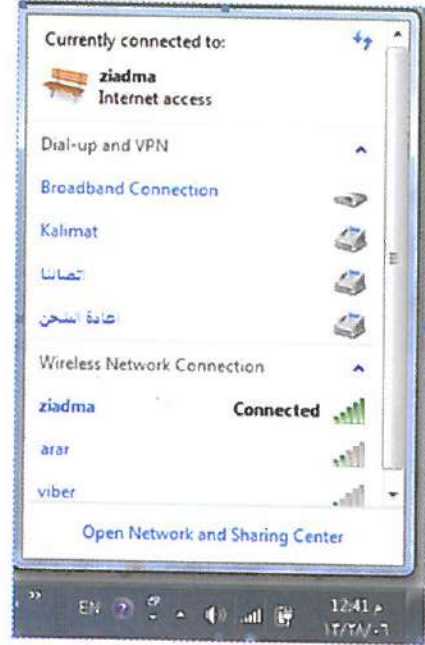 Currently connected to:
ziadma
Internet access
Dial-up and VPN
Broadband Connection
Kalimat
اتصالنا
اعادة الشحن
Wireless Network Connection
ziadma Connected
arar
viber
Open Network and Sharing Center
» EN 12:41 م